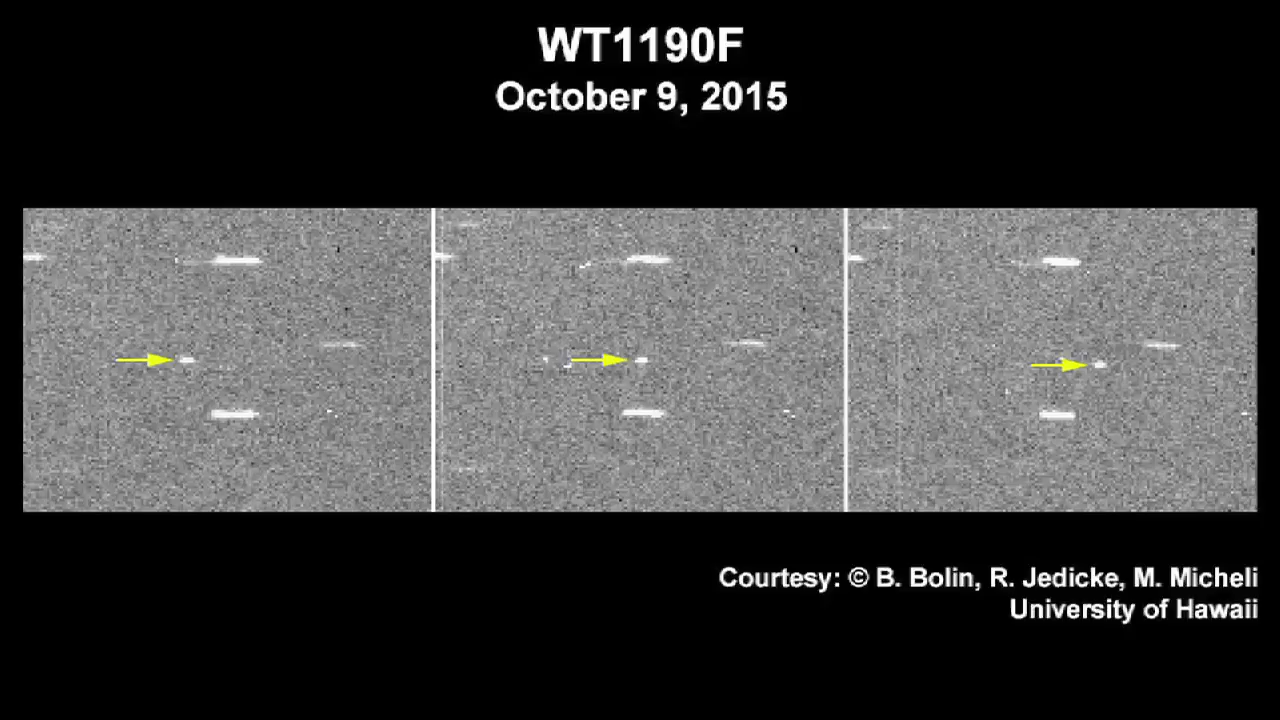 WT1190F
October 9, 2015
Courtesy: © B. Bolin, R. Jedicke, M. Micheli
University of Hawaii